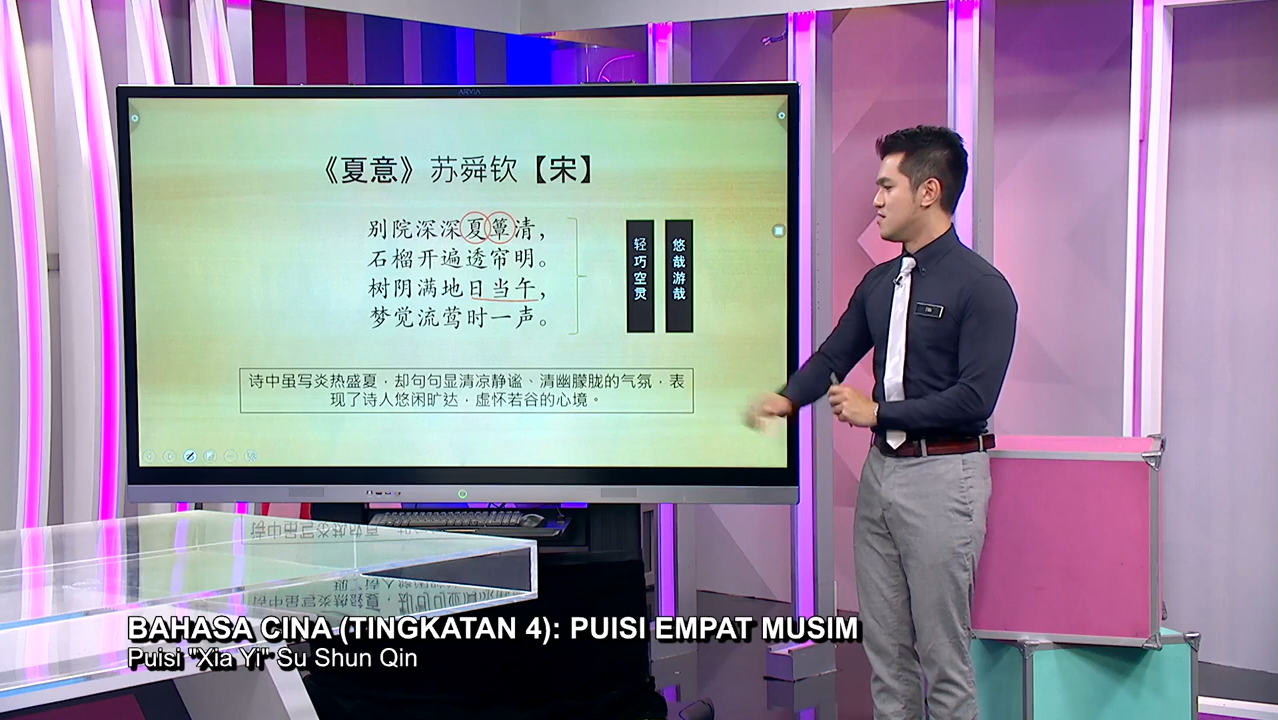 ARVIA
《夏意》苏舜钦【宋】
别院深深夏簟清，
石榴开遍透帘明。
树阴满地日当午，
梦觉流莺时一声。
轻巧空灵
悠哉游哉
诗中虽写炎热盛夏，却句句显清凉静谧、清幽朦胧的气氛，表
现了诗人悠闲旷达，虚怀若谷的心境。
BAHASA CINA (TINGKATAN 4): PUISI EMPAT MUSIM
Puisi "Xia Yi" Su Shun Qin